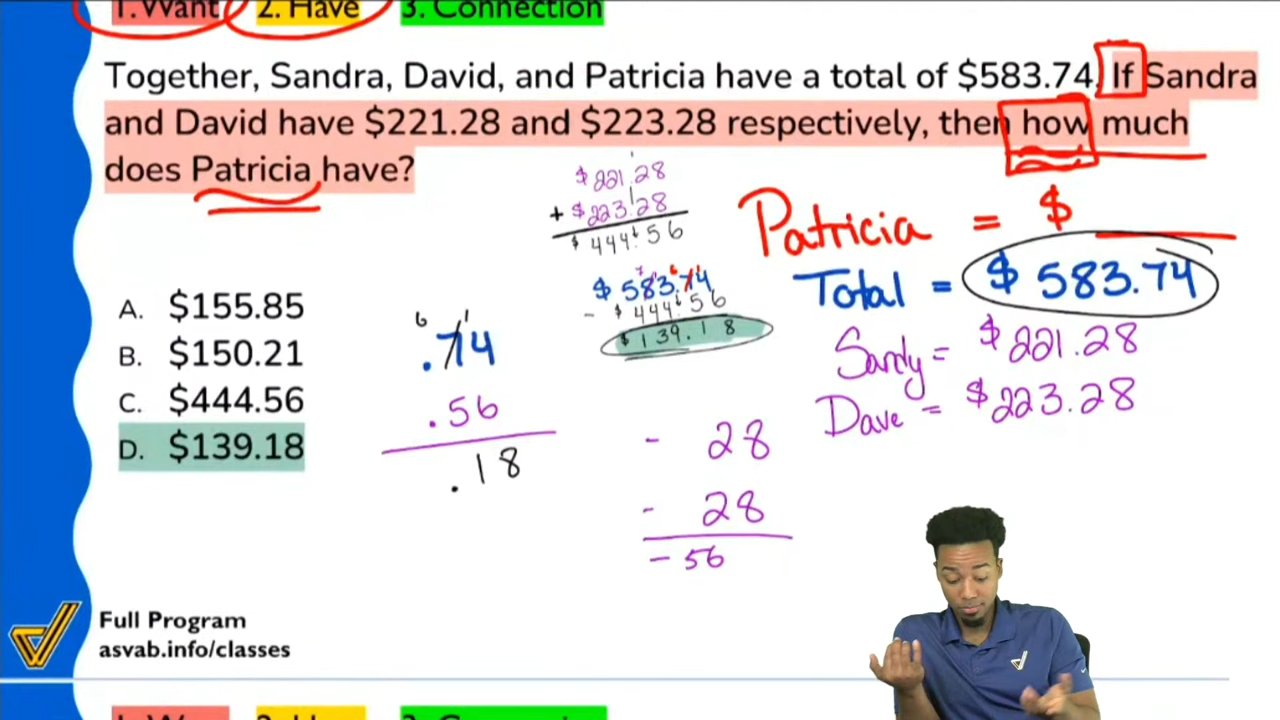 1. Want 2. Have 3. Connection
Together, Sandra, David, and Patricia have a total of $583.74. If Sandra
and David have $221.28 and $223.28 respectively, then how much
does Patricia have?
$221.28
+ $223.28
$444.56
$583.74
- $444.56
$139.18
Patricia = $
Total = $583.74
Sandy = $221.28
Dave = $223.28
A. $155.85
B. $150.21
C. $444.56
D. $139.18
6 1
.74
.56
.18
- 28
- 28
- 56
Full Program
asvab.info/classes